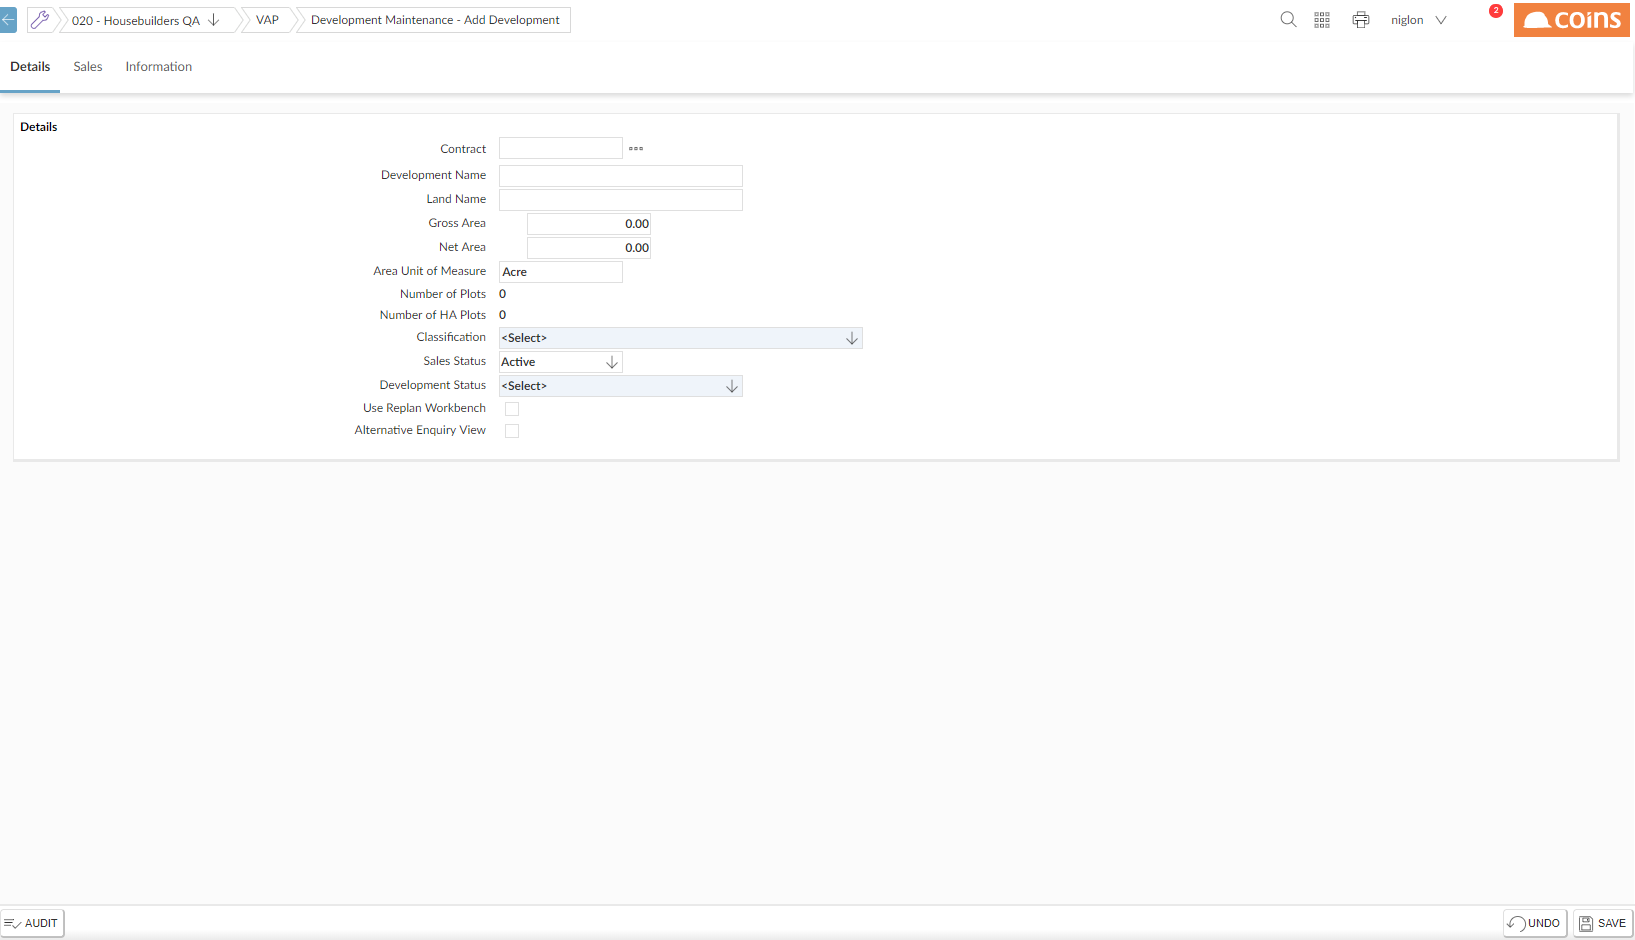 020 - Housebuilders QA
VAP
Development Maintenance - Add Development
niglon
2
coins
Details
Sales
Information
Details
Contract
Development Name
Land Name
Gross Area 0.00
Net Area 0.00
Area Unit of Measure Acre
Number of Plots 0
Number of HA Plots 0
Classification <Select>
Sales Status Active
Development Status <Select>
Use Replan Workbench
Alternative Enquiry View
AUDIT
UNDO
SAVE